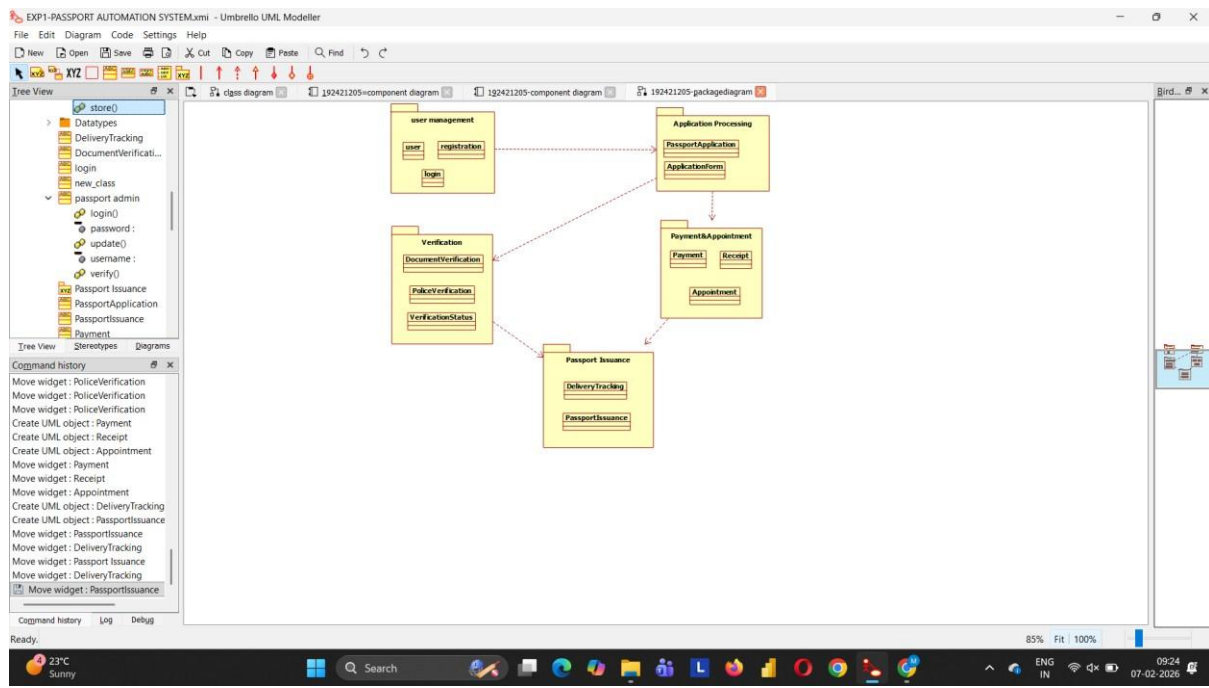 EXP1-PASSPORT AUTOMATION SYSTEM.xmi - Umbrello UML Modeller
File Edit Diagram Code Settings Help
New Open Save Cut Copy Paste Find
XYZ
Tree View
class diagram 192421205=component diagram 192421205-component diagram 192421205-packagediagram
Bird...
store()
Datatypes
DeliveryTracking
DocumentVerificati...
login
new_class
passport admin
login()
password :
update()
username :
verify()
Passport Issuance
PassportApplication
PassportIssuance
Payment
Tree View Stereotypes Diagrams
Command history
Move widget : PoliceVerification
Move widget : PoliceVerification
Move widget : PoliceVerification
Create UML object : Payment
Create UML object : Receipt
Create UML object : Appointment
Move widget : Payment
Move widget : Receipt
Move widget : Appointment
Create UML object : DeliveryTracking
Create UML object : PassportIssuance
Move widget : PassportIssuance
Move widget : DeliveryTracking
Move widget : Passport Issuance
Move widget : DeliveryTracking
Move widget : PassportIssuance
Command history Log Debug
user management
user registration
login
Application Processing
PassportApplication
ApplicationForm
Verification
DocumentVerification
PoliceVerification
VerificationStatus
Payment&Appointment
Payment Receipt
Appointment
Passport Issuance
DeliveryTracking
PassportIssuance
Ready.
85% Fit 100%
4
23°C
Sunny
Search
L
M
ENG
IN
09:24
07-02-2026